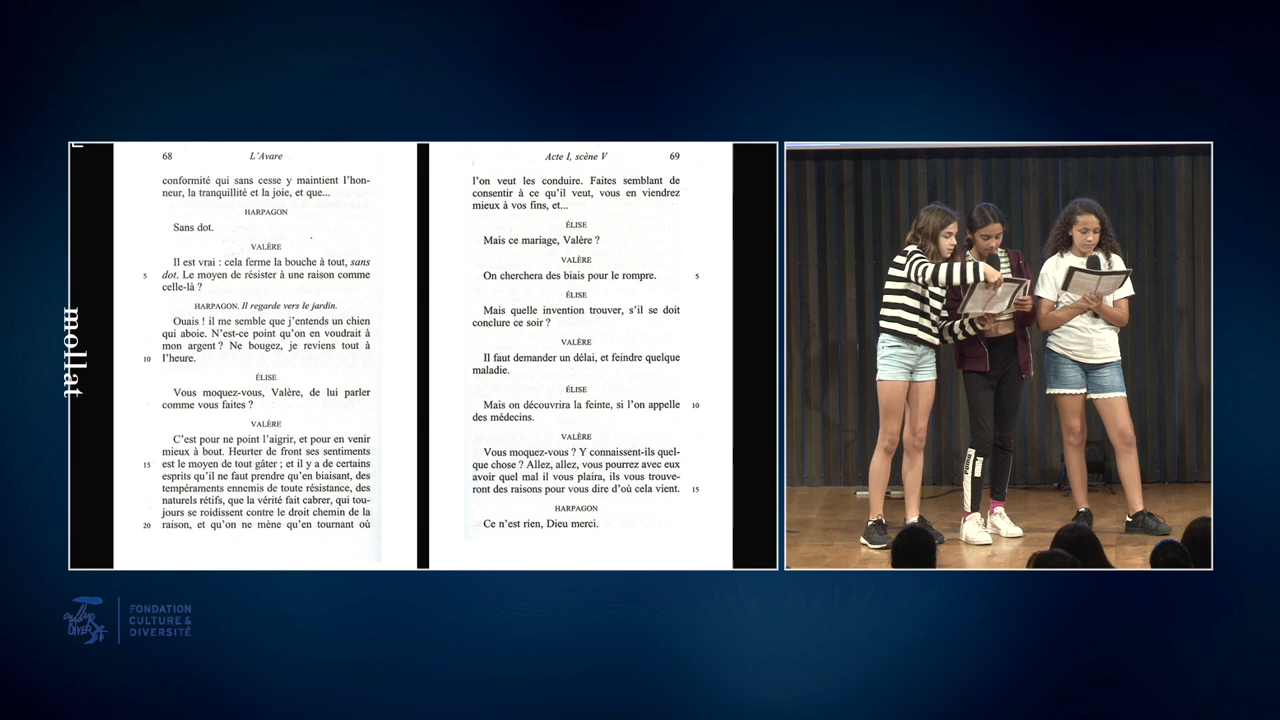 68 L'Avare
conformité qui sans cesse y maintient l'hon-
neur, la tranquillité et la joie, et que...
HARPAGON
Sans dot.
VALÈRE
Il est vrai : cela ferme la bouche à tout, sans
5 dot. Le moyen de résister à une raison comme
celle-là ?
HARPAGON. Il regarde vers le jardin.
Ouais ! il me semble que j'entends un chien
qui aboie. N'est-ce point qu'on en voudrait à
mon argent ? Ne bougez, je reviens tout à
10 l'heure.
ÉLISE
Vous moquez-vous, Valère, de lui parler
comme vous faites ?
VALÈRE
C'est pour ne point l'aigrir, et pour en venir
mieux à bout. Heurter de front ses sentiments
15 est le moyen de tout gâter ; et il y a de certains
esprits qu'il ne faut prendre qu'en biaisant, des
tempéraments ennemis de toute résistance, des
naturels rétifs, que la vérité fait cabrer, qui tou-
jours se roidissent contre le droit chemin de la
20 raison, et qu'on ne mène qu'en tournant où
Acte I, scène V 69
l'on veut les conduire. Faites semblant de
consentir à ce qu'il veut, vous en viendrez
mieux à vos fins, et...
ÉLISE
Mais ce mariage, Valère ?
VALÈRE
On cherchera des biais pour le rompre. 5
ÉLISE
Mais quelle invention trouver, s'il se doit
conclure ce soir ?
VALÈRE
Il faut demander un délai, et feindre quelque
maladie.
ÉLISE
Mais on découvrira la feinte, si l'on appelle 10
des médecins.
VALÈRE
Vous moquez-vous ? Y connaissent-ils quel-
que chose ? Allez, allez, vous pourrez avec eux
avoir quel mal il vous plaira, ils vous trouve-
ront des raisons pour vous dire d'où cela vient. 15
HARPAGON
Ce n'est rien, Dieu merci.
mollat
PUMA
FONDATION
CULTURE &
DIVERSITÉ